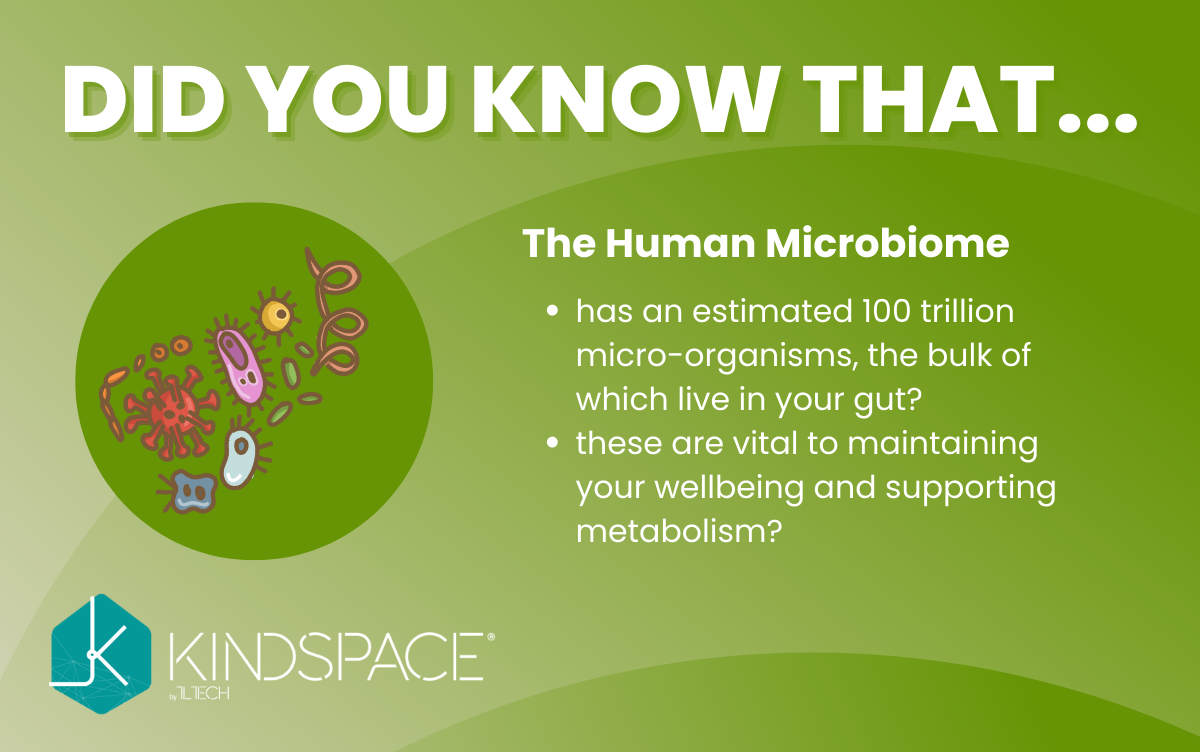 DID YOU KNOW THAT...
The Human Microbiome
• has an estimated 100 trillion
micro-organisms, the bulk of
which live in your gut?
• these are vital to maintaining
your wellbeing and supporting
metabolism?
KINDSPACE®
by TLTECH